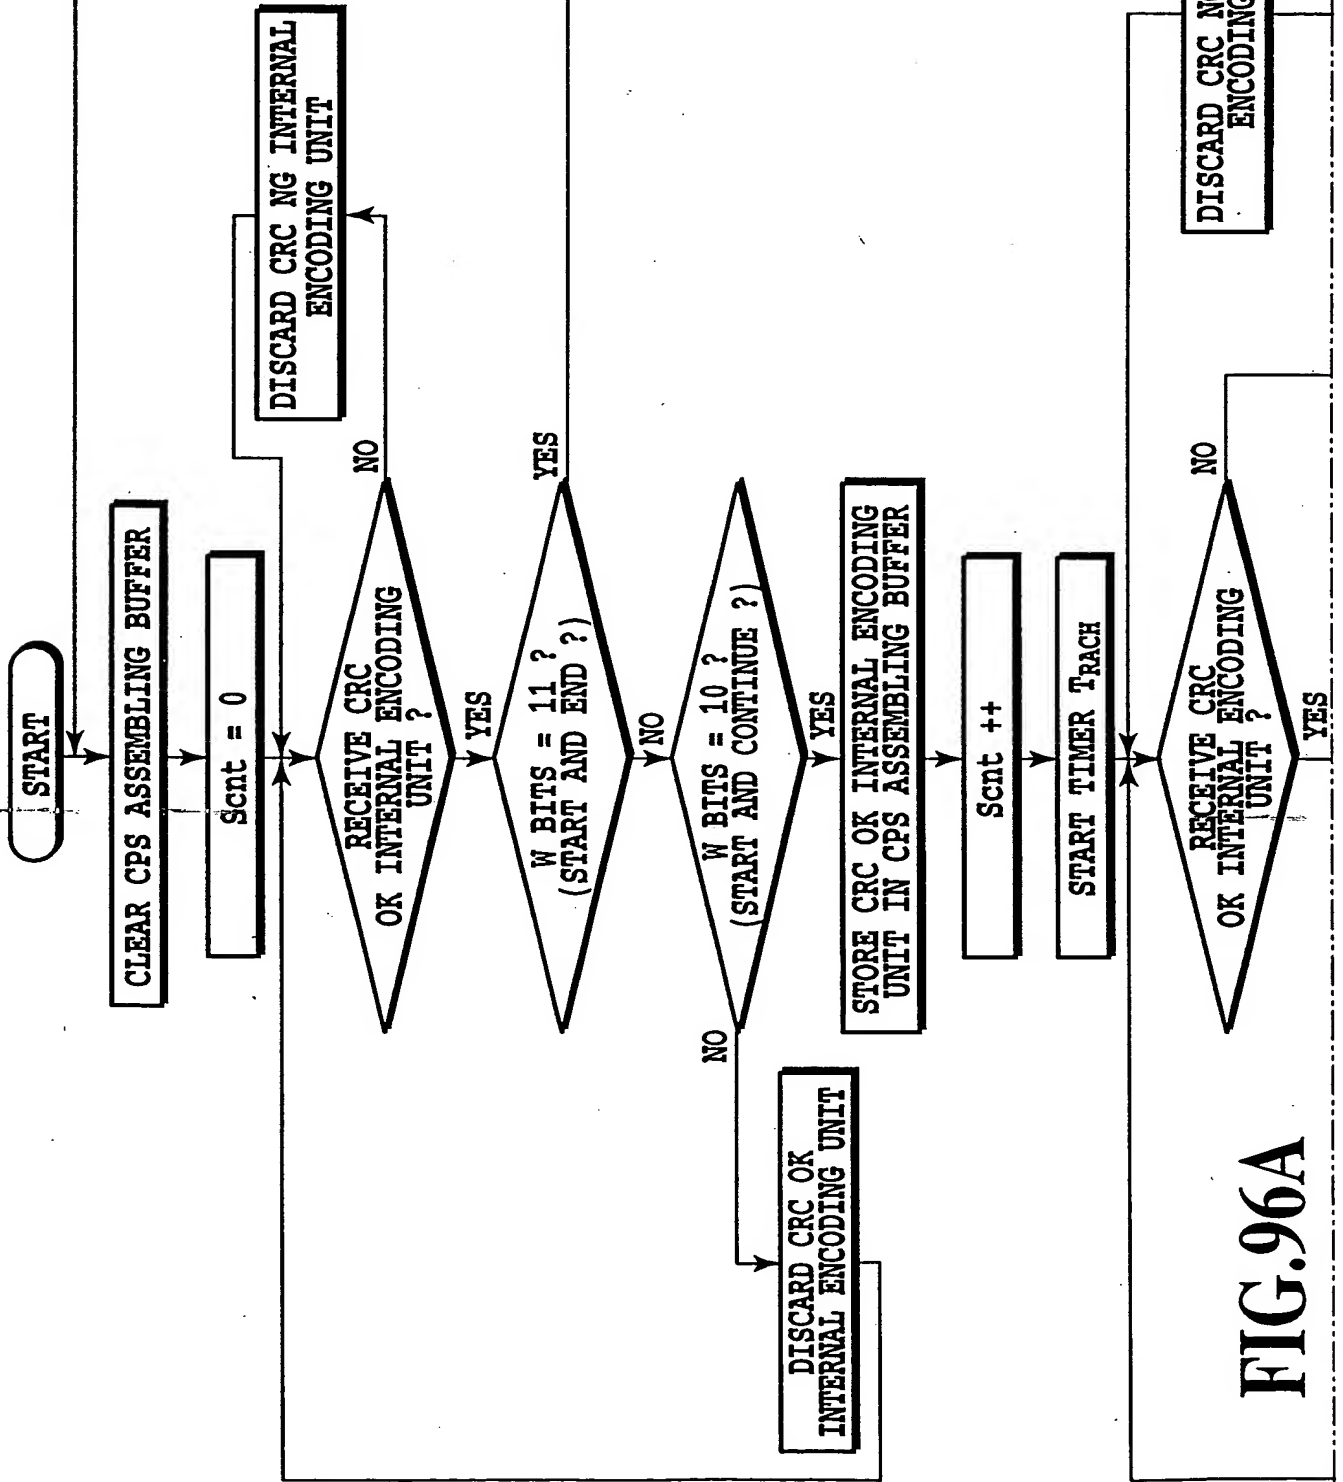 START
CLEAR CPS ASSEMBLING BUFFER
Scnt = 0
RECEIVE CRC
OK INTERNAL ENCODING
UNIT ?
NO
DISCARD CRC NG INTERNAL
ENCODING UNIT
YES
W BITS = 11 ?
(START AND END ?)
YES
NO
W BITS = 10 ?
(START AND CONTINUE ?)
NO
DISCARD CRC OK
INTERNAL ENCODING UNIT
YES
STORE CRC OK INTERNAL ENCODING
UNIT IN CPS ASSEMBLING BUFFER
Scnt ++
START TIMER TRACH
RECEIVE CRC
OK INTERNAL ENCODING
UNIT ?
NO
DISCARD CRC
ENCODING
YES
FIG.96A